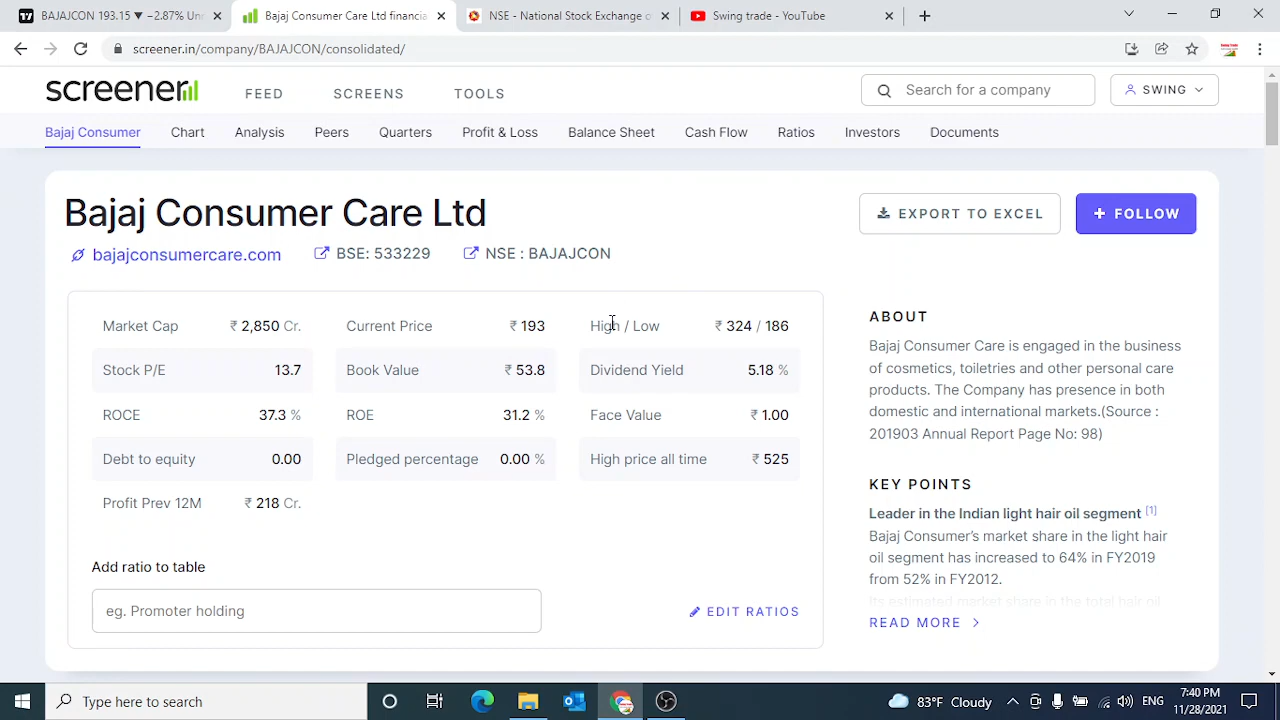 BAJAJCON 193.15 ▼ −2.87% Un
Bajaj Consumer Care Ltd financia
NSE - National Stock Exchange o
Swing trade - YouTube
screener.in/company/BAJAJCON/consolidated/
screener
FEED
SCREENS
TOOLS
Search for a company
SWING
Bajaj Consumer
Chart
Analysis
Peers
Quarters
Profit & Loss
Balance Sheet
Cash Flow
Ratios
Investors
Documents
Bajaj Consumer Care Ltd
EXPORT TO EXCEL
+ FOLLOW
bajajconsumercare.com
BSE: 533229
NSE : BAJAJCON
Market Cap ₹ 2,850 Cr.
Current Price ₹ 193
High / Low ₹ 324 / 186
Stock P/E 13.7
Book Value ₹ 53.8
Dividend Yield 5.18 %
ROCE 37.3 %
ROE 31.2 %
Face Value ₹ 1.00
Debt to equity 0.00
Pledged percentage 0.00 %
High price all time ₹ 525
Profit Prev 12M ₹ 218 Cr.
Add ratio to table
eg. Promoter holding
EDIT RATIOS
ABOUT
Bajaj Consumer Care is engaged in the business
of cosmetics, toiletries and other personal care
products. The Company has presence in both
domestic and international markets.(Source :
201903 Annual Report Page No: 98)
KEY POINTS
Leader in the Indian light hair oil segment [1]
Bajaj Consumer's market share in the light hair
oil segment has increased to 64% in FY2019
from 52% in FY2012.
Its estimated market share in the total hair oil
READ MORE
Type here to search
83°F Cloudy
ENG
7:40 PM
11/28/2021